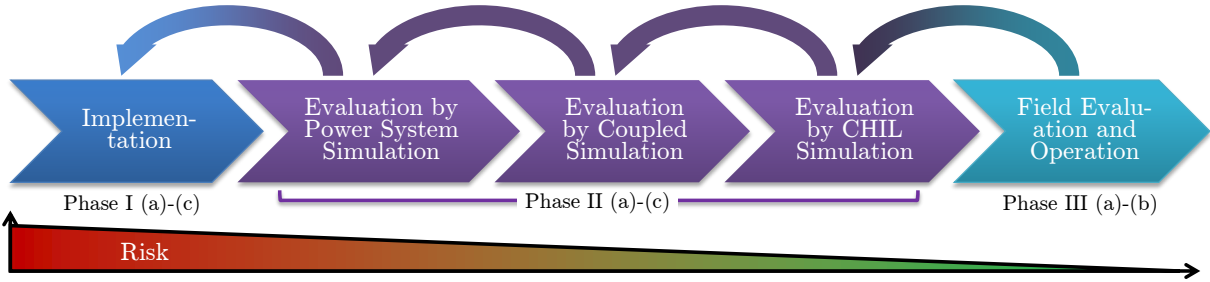 Implemen-
tation
Evaluation by
Power System
Simulation
Evaluation
by Coupled
Simulation
Evaluation
by CHIL
Simulation
Field Evalu-
ation and
Operation
Phase I (a)-(c)
Phase II (a)-(c)
Phase III (a)-(b)
Risk